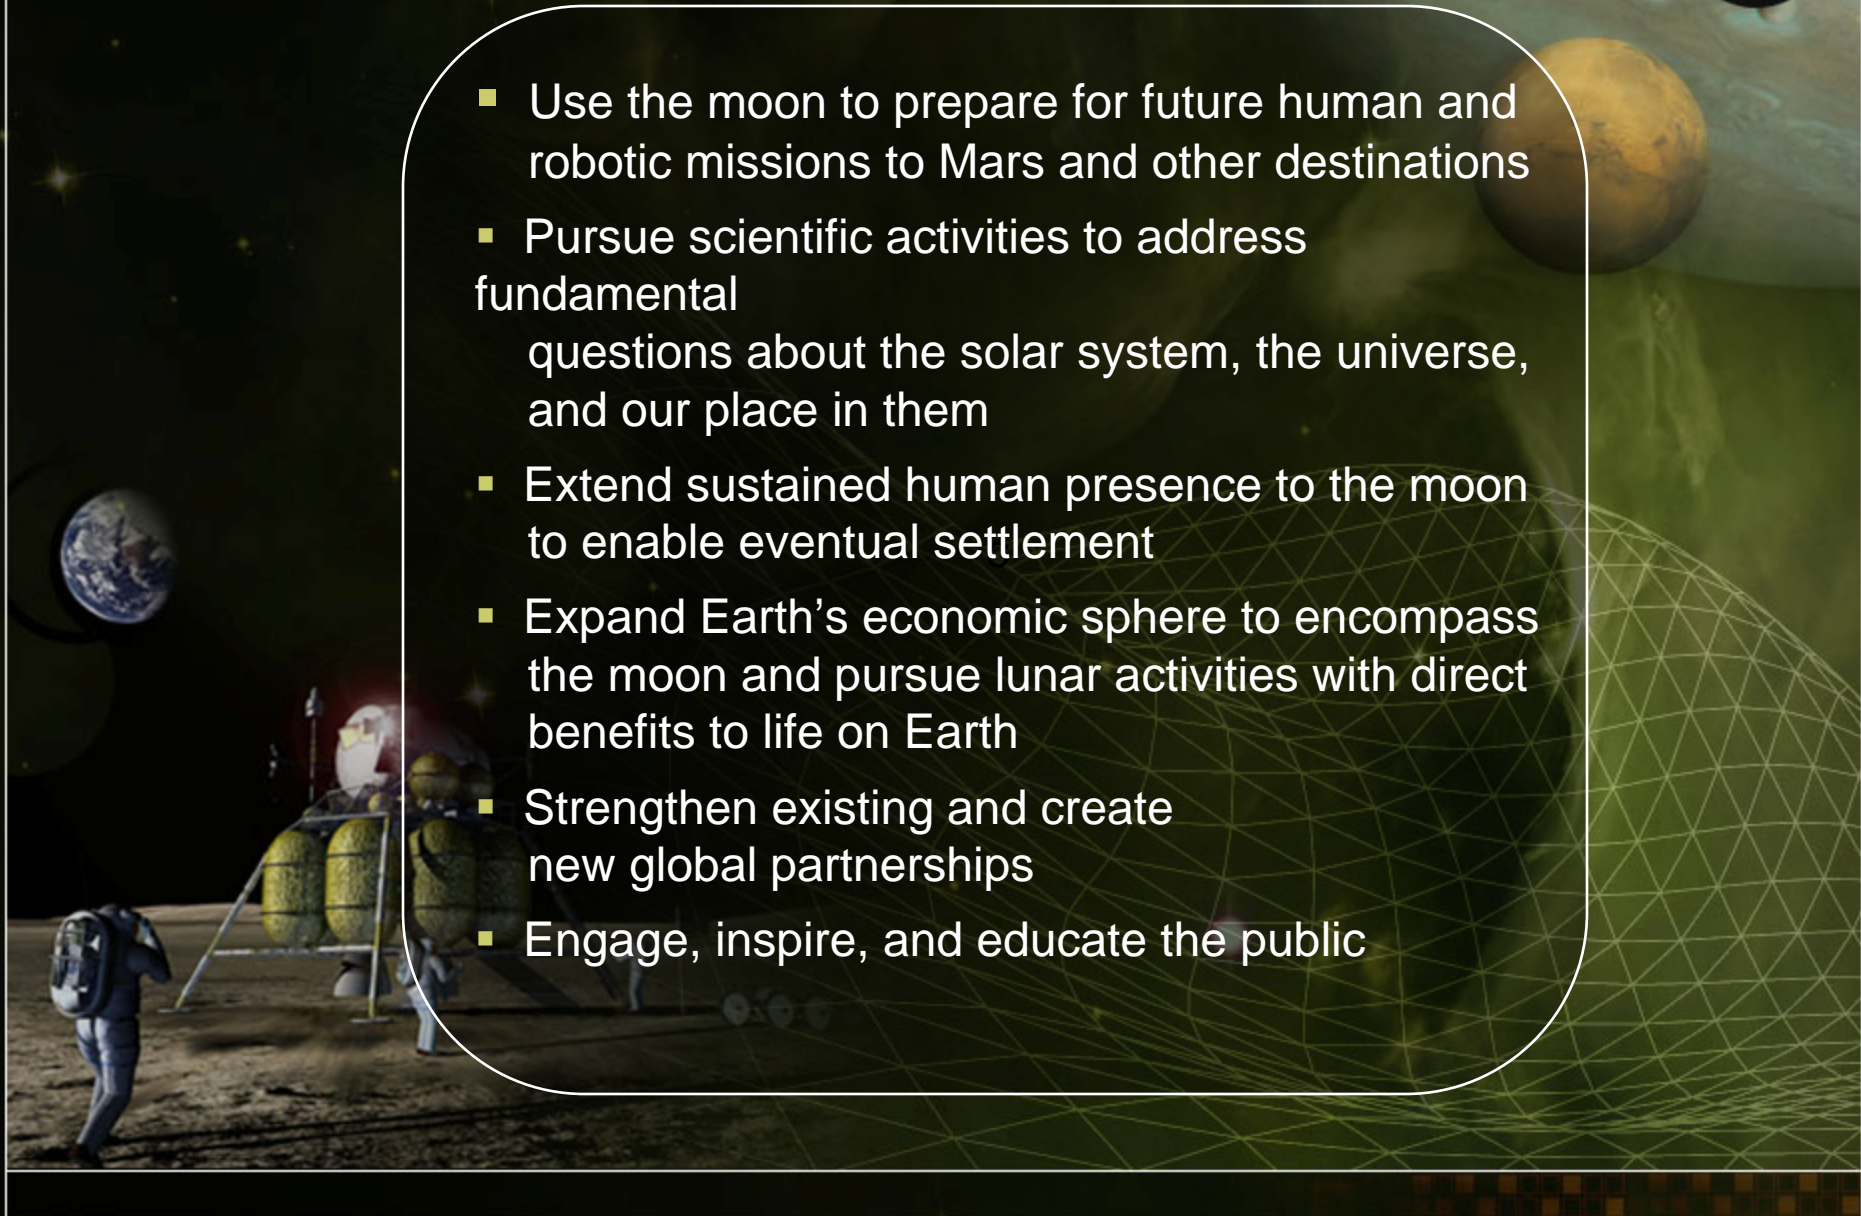 ▪ Use the moon to prepare for future human and
robotic missions to Mars and other destinations
▪ Pursue scientific activities to address
fundamental
questions about the solar system, the universe,
and our place in them
▪ Extend sustained human presence to the moon
to enable eventual settlement
▪ Expand Earth’s economic sphere to encompass
the moon and pursue lunar activities with direct
benefits to life on Earth
▪ Strengthen existing and create
new global partnerships
▪ Engage, inspire, and educate the public